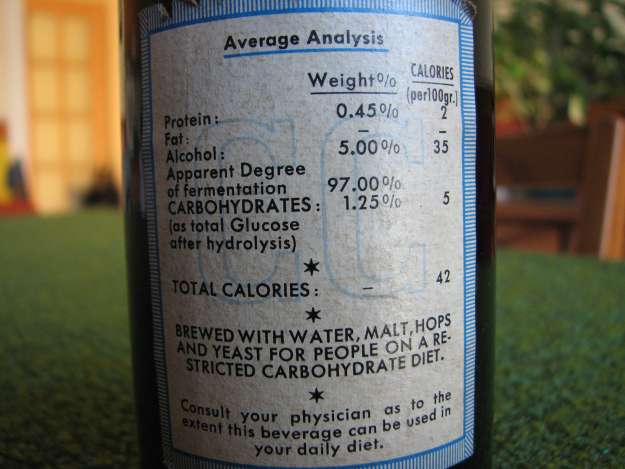 Average Analysis
Weight% CALORIES
(per100gr.)
Protein: 0.45% 2
Fat: – –
Alcohol: 5.00% 35
Apparent Degree
of fermentation 97.00%
CARBOHYDRATES: 1.25% 5
(as total Glucose
after hydrolysis)
TOTAL CALORIES: – 42
BREWED WITH WATER, MALT, HOPS
AND YEAST FOR PEOPLE ON A RE-
STRICTED CARBOHYDRATE DIET.
Consult your physician as to the
extent this beverage can be used in
your daily diet.